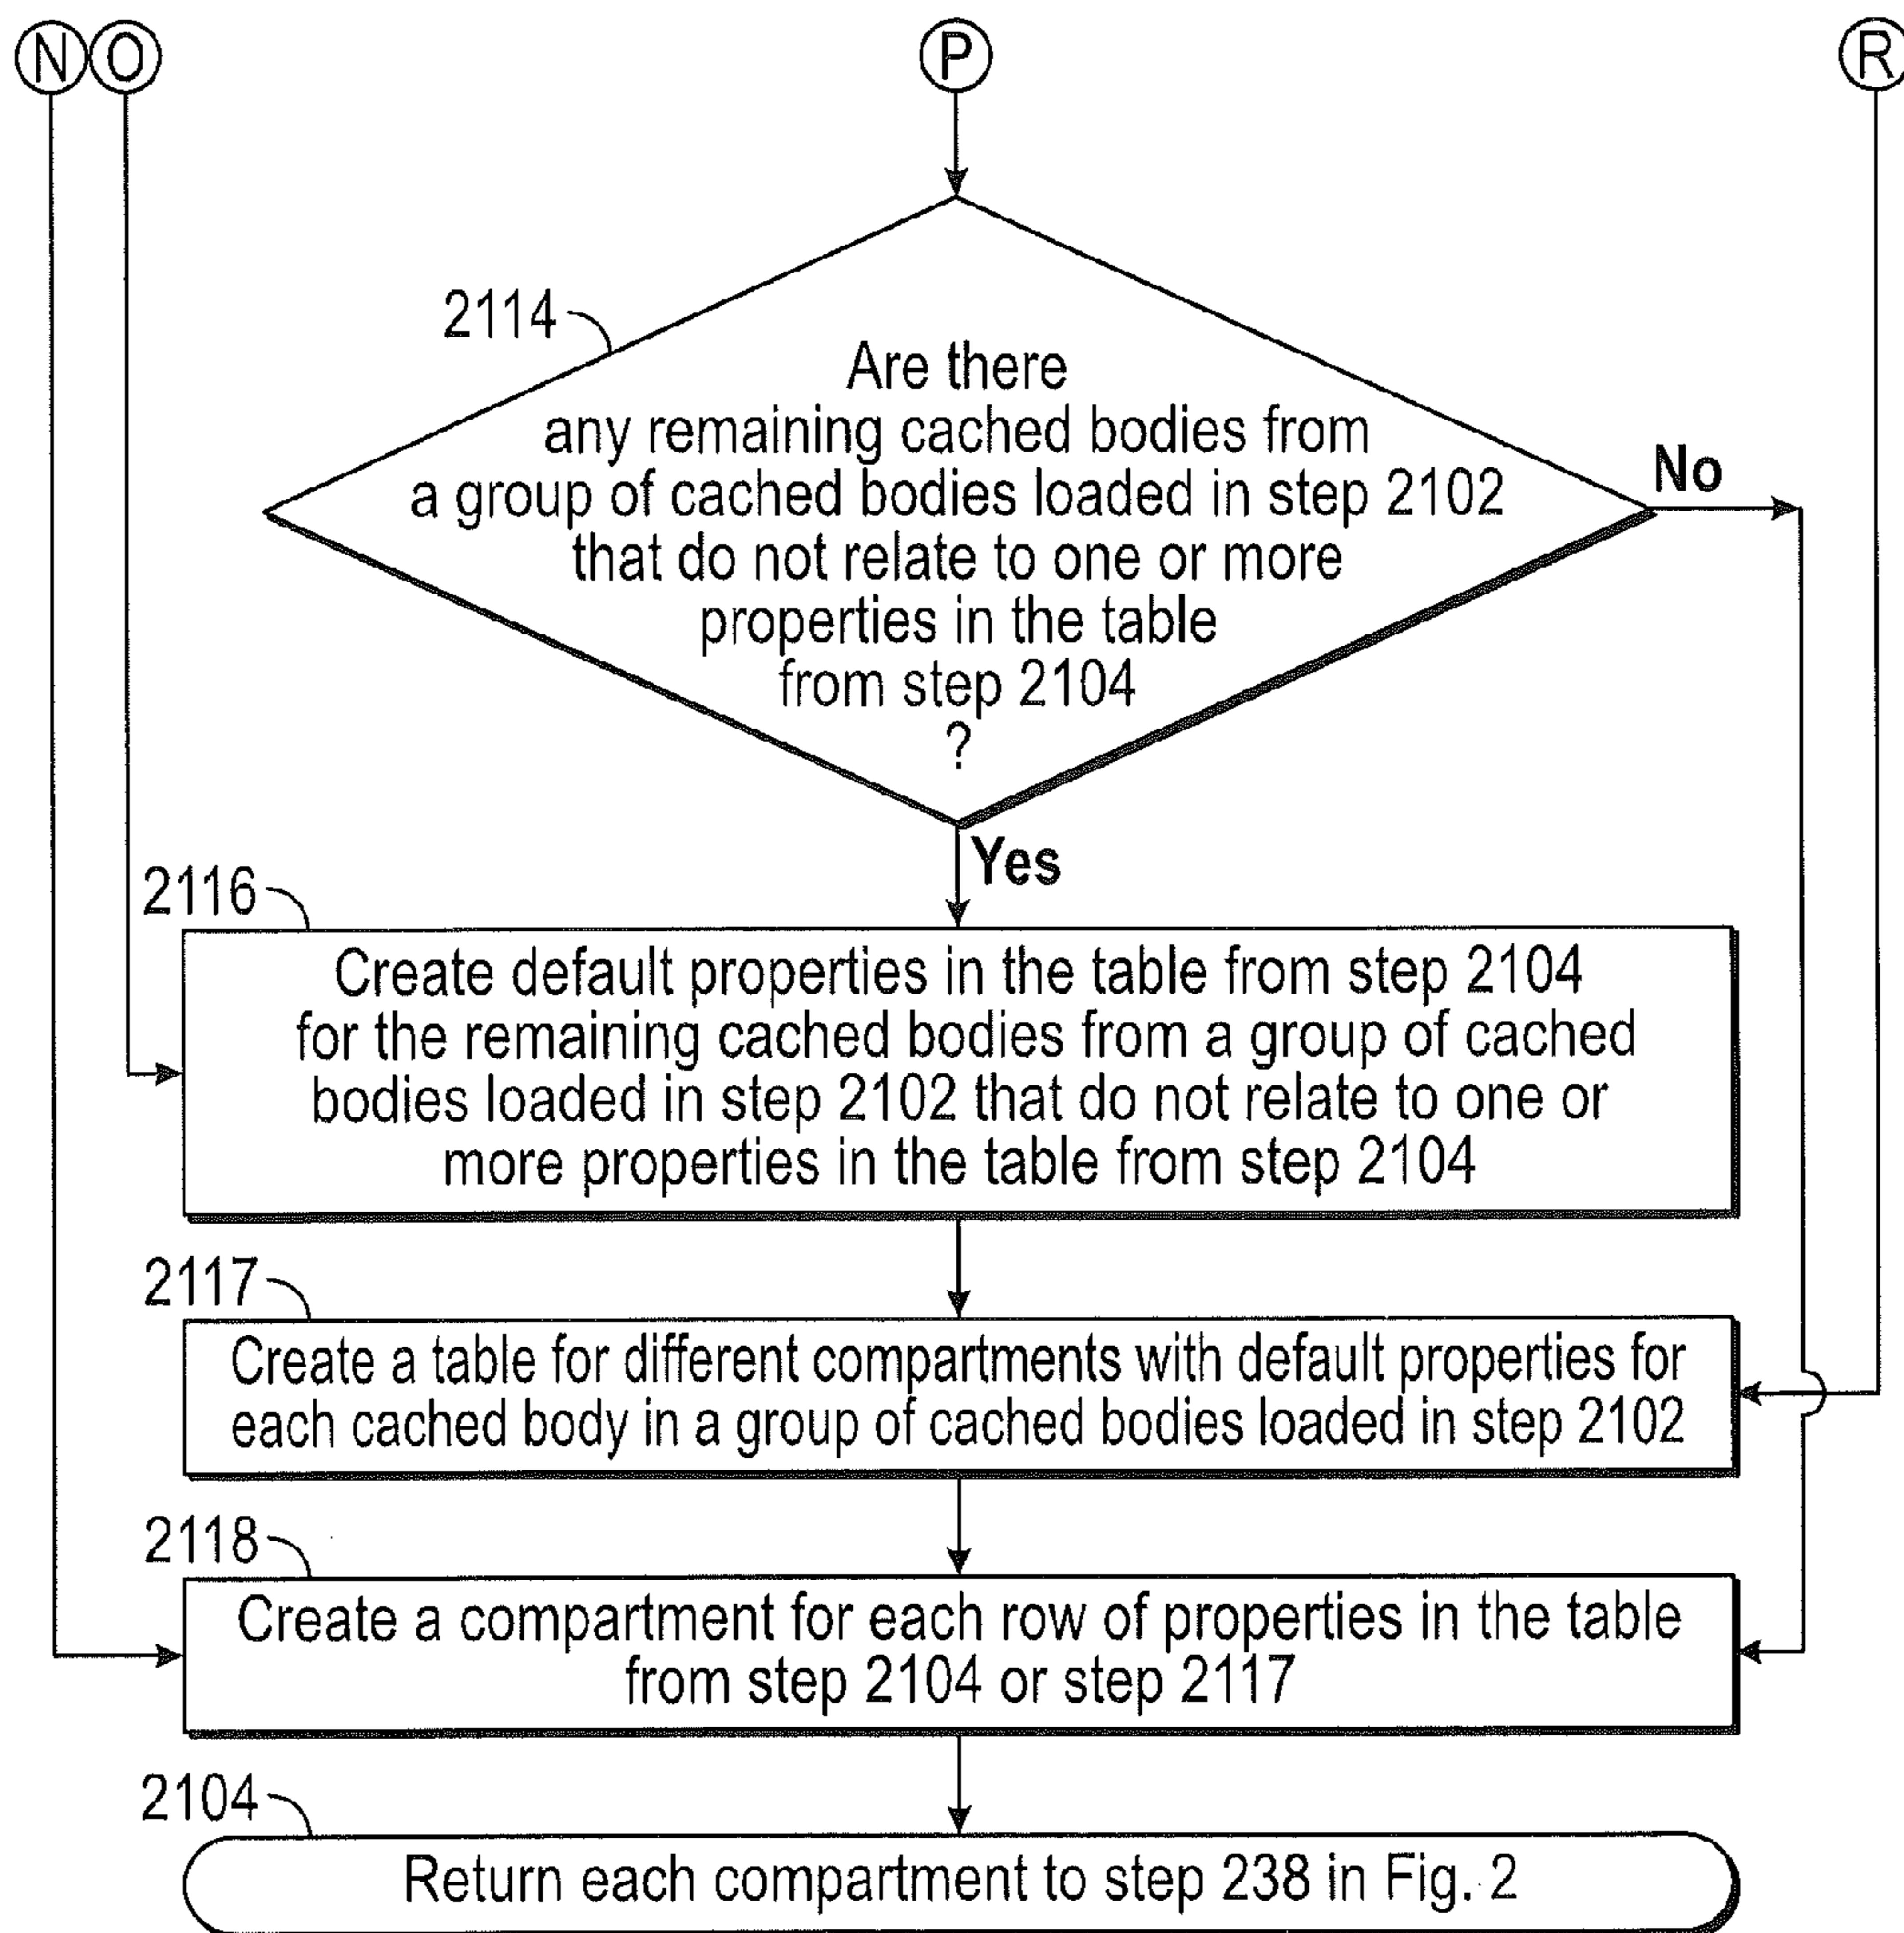 N O P R
2114
Are there
any remaining cached bodies from
a group of cached bodies loaded in step 2102
that do not relate to one or more
properties in the table
from step 2104
?
No
Yes
2116
Create default properties in the table from step 2104
for the remaining cached bodies from a group of cached
bodies loaded in step 2102 that do not relate to one or
more properties in the table from step 2104
2117
Create a table for different compartments with default properties for
each cached body in a group of cached bodies loaded in step 2102
2118
Create a compartment for each row of properties in the table
from step 2104 or step 2117
2104
Return each compartment to step 238 in Fig. 2